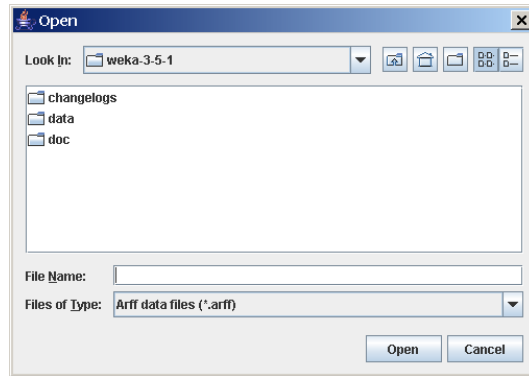 Open
Look In: weka-3-5-1
changelogs
data
doc
File Name:
Files of Type: Arff data files (*.arff)
Open Cancel